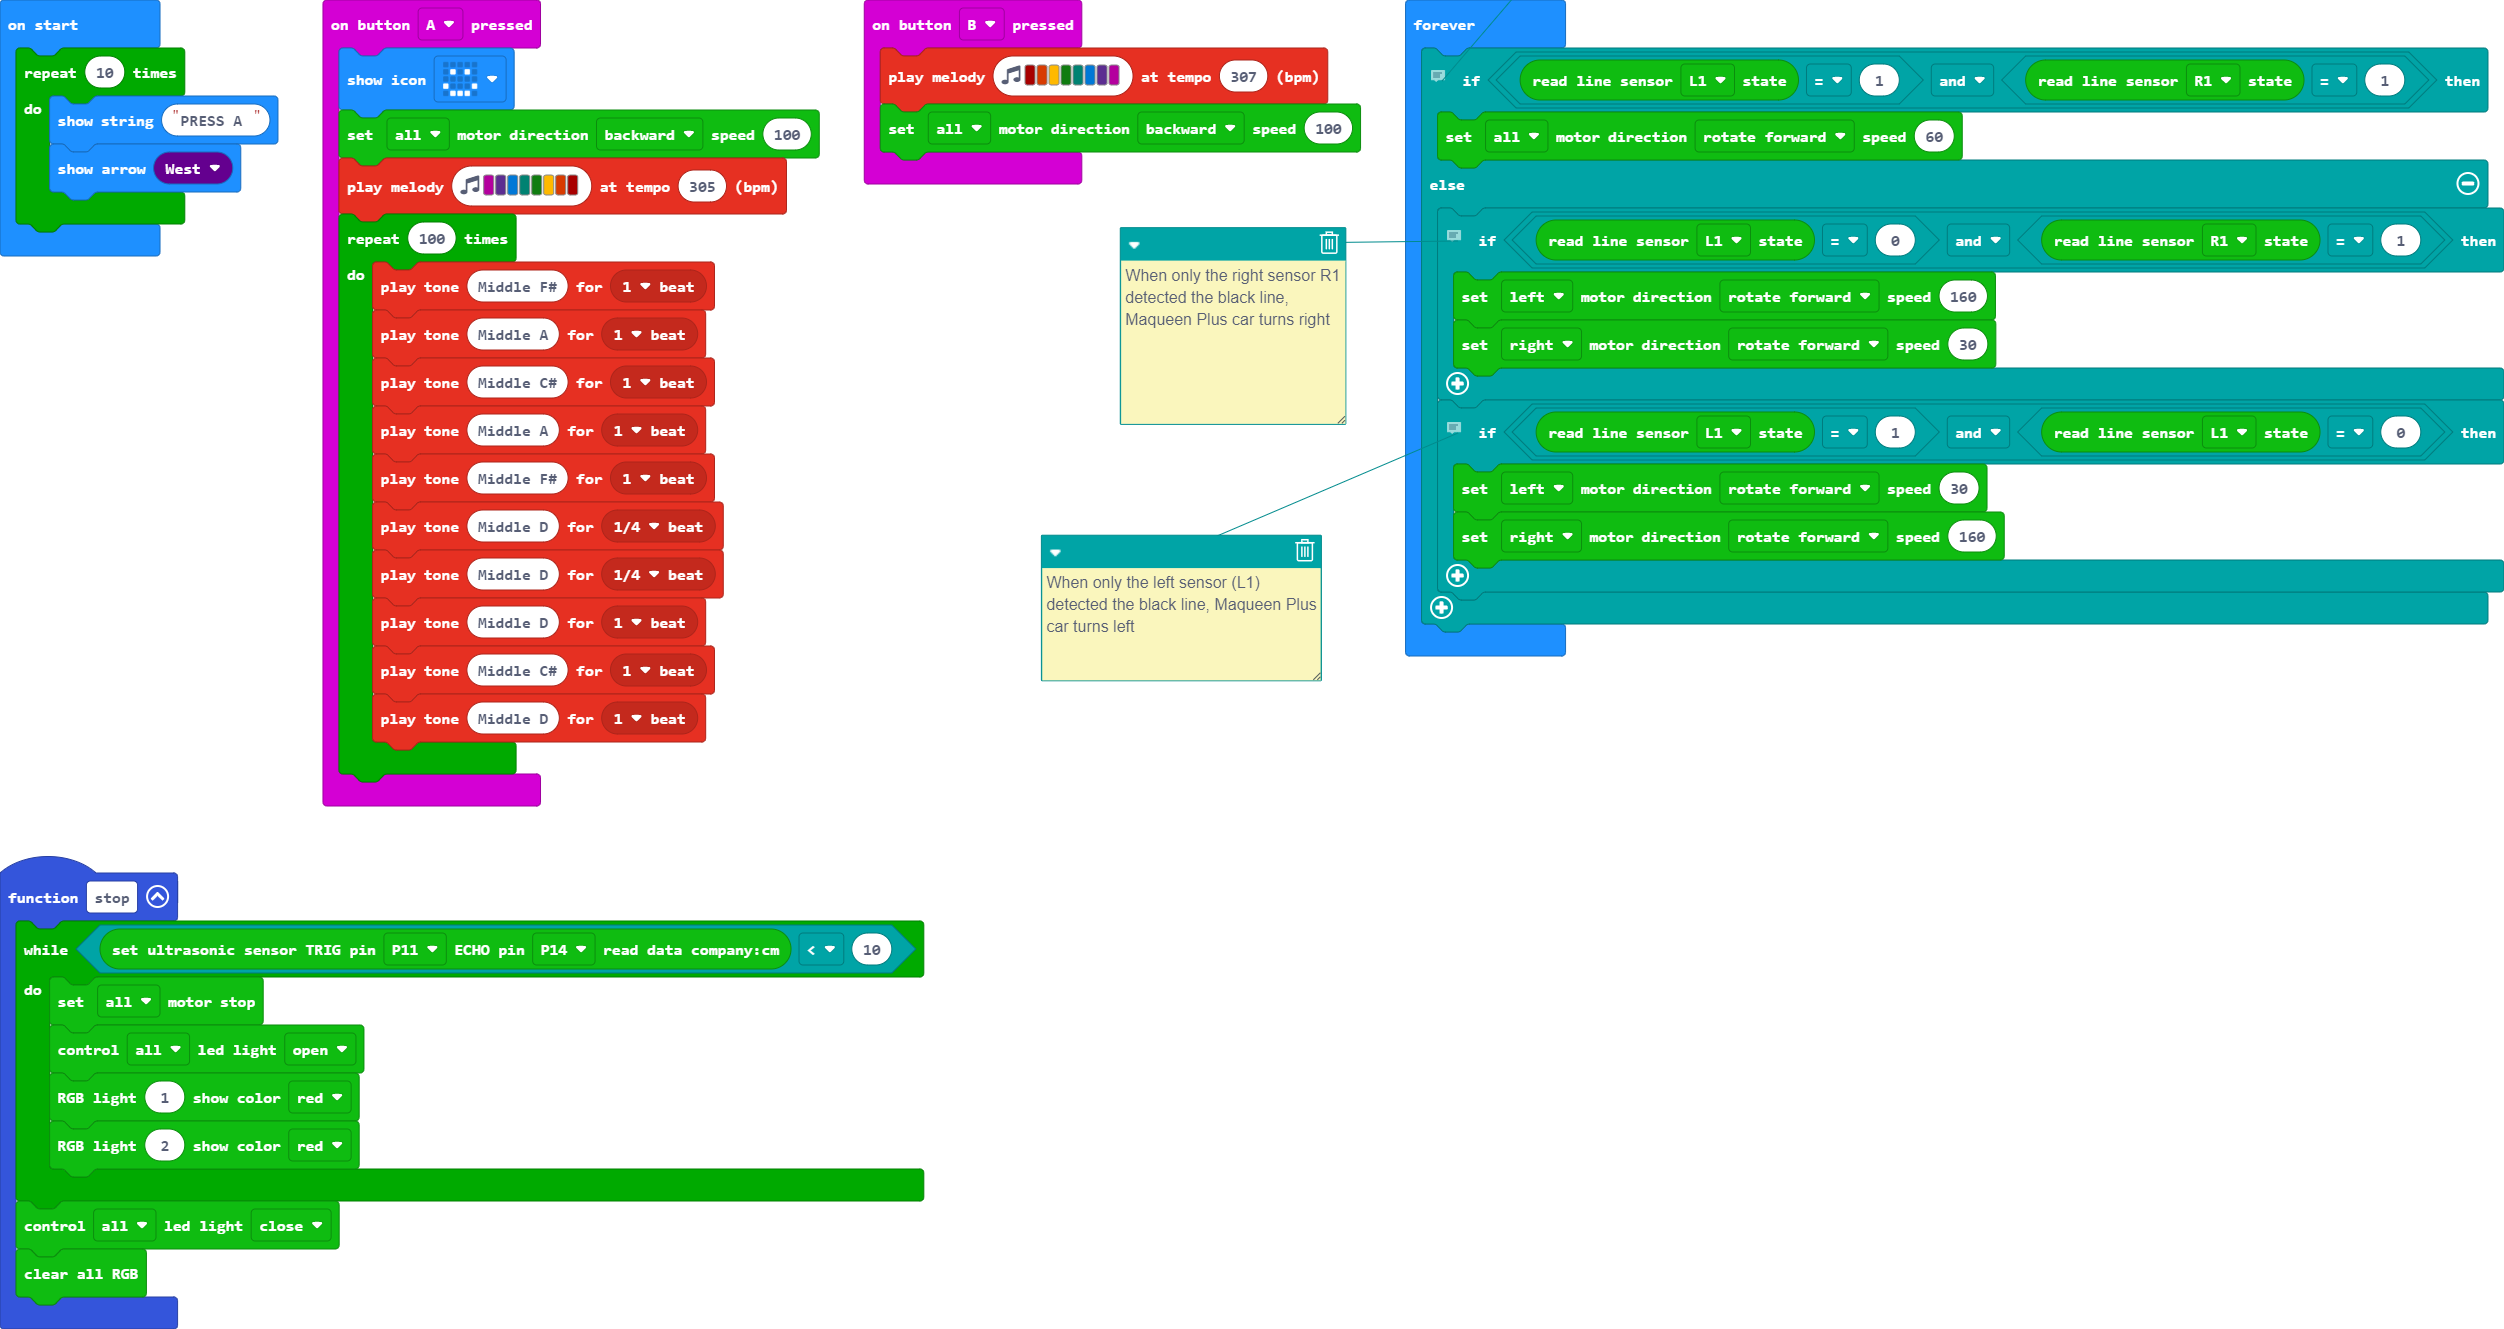 on start
repeat 10 times
do
show string "PRESS A "
show arrow West
on button A pressed
show icon
set all motor direction backward speed 100
play melody at tempo 305 (bpm)
repeat 100 times
do
play tone Middle F# for 1 beat
play tone Middle A for 1 beat
play tone Middle C# for 1 beat
play tone Middle A for 1 beat
play tone Middle F# for 1 beat
play tone Middle D for 1/4 beat
play tone Middle D for 1/4 beat
play tone Middle D for 1 beat
play tone Middle C# for 1 beat
play tone Middle D for 1 beat
on button B pressed
play melody at tempo 307 (bpm)
set all motor direction backward speed 100
forever
if read line sensor L1 state = 1 and read line sensor R1 state = 1 then
set all motor direction rotate forward speed 60
else
if read line sensor L1 state = 0 and read line sensor R1 state = 1 then
set left motor direction rotate forward speed 160
set right motor direction rotate forward speed 30
if read line sensor L1 state = 1 and read line sensor L1 state = 0 then
set left motor direction rotate forward speed 30
set right motor direction rotate forward speed 160
When only the right sensor R1
detected the black line,
Maqueen Plus car turns right
When only the left sensor (L1)
detected the black line, Maqueen Plus
car turns left
function stop
while set ultrasonic sensor TRIG pin P11 ECHO pin P14 read data company:cm < 10
do
set all motor stop
control all led light open
RGB light 1 show color red
RGB light 2 show color red
control all led light close
clear all RGB